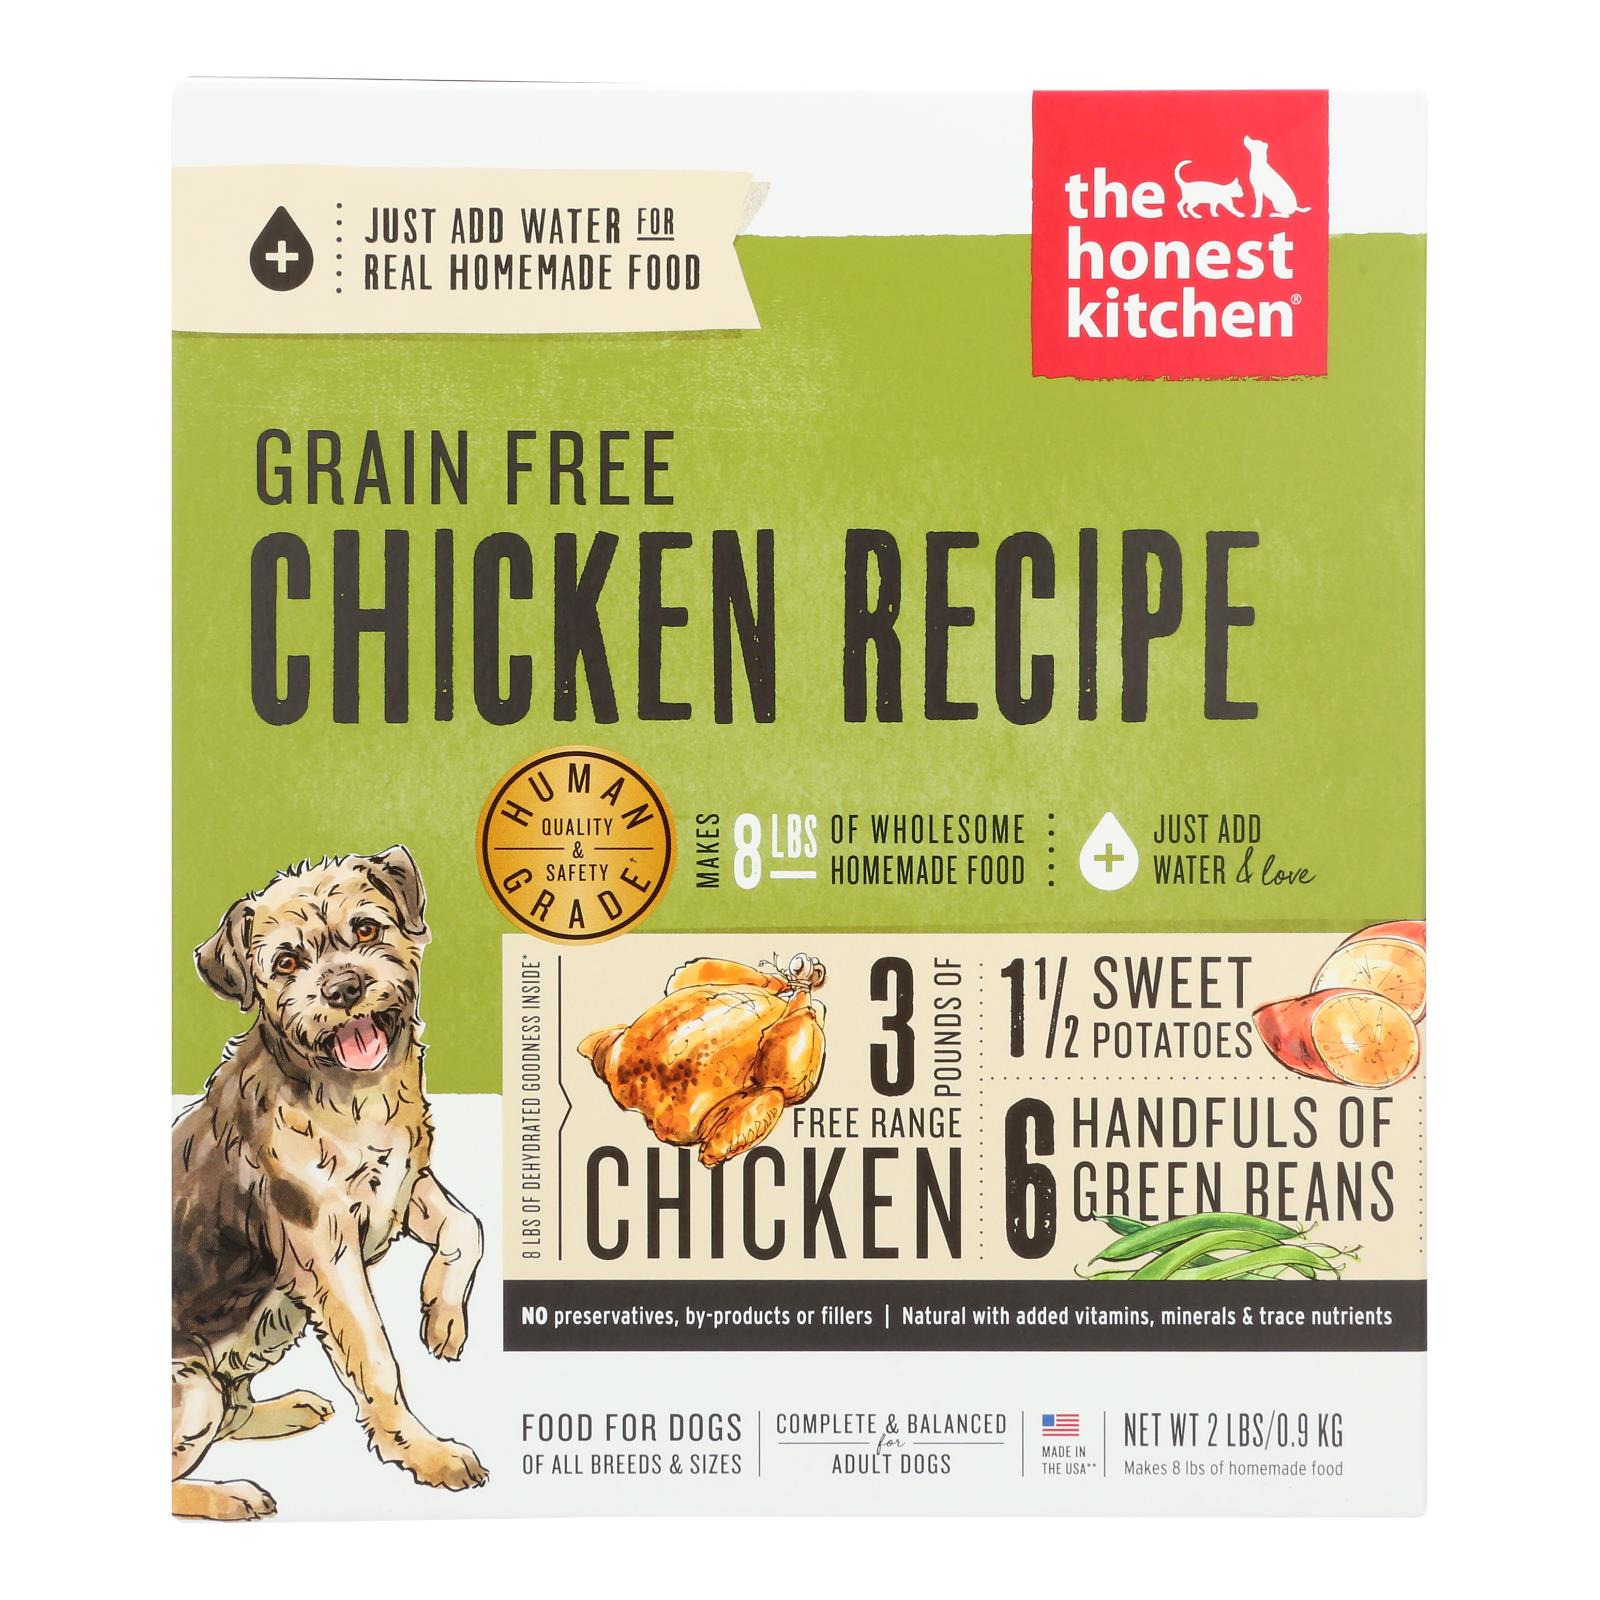 JUST ADD WATER FOR
REAL HOMEMADE FOOD
the
honest
kitchen®
GRAIN FREE
CHICKEN RECIPE
HUMAN
QUALITY
&
SAFETY
GRADE⁺
MAKES
8 LBS
OF WHOLESOME
HOMEMADE FOOD
JUST ADD
WATER & love
8 LBS OF DEHYDRATED GOODNESS INSIDE*
3
POUNDS OF
FREE RANGE
CHICKEN
1 1/2 SWEET
POTATOES
6 HANDFULS OF
GREEN BEANS
NO preservatives, by-products or fillers | Natural with added vitamins, minerals & trace nutrients
FOOD FOR DOGS
OF ALL BREEDS & SIZES
COMPLETE & BALANCED
for
ADULT DOGS
MADE IN
THE USA**
NET WT 2 LBS/0.9 KG
Makes 8 lbs of homemade food